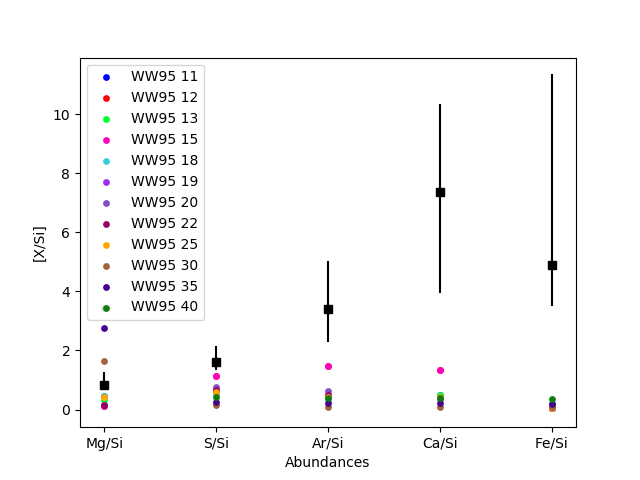 WW95 11
WW95 12
WW95 13
WW95 15
WW95 18
WW95 19
WW95 20
WW95 22
WW95 25
WW95 30
WW95 35
WW95 40
[X/Si]
10
8
6
4
2
0
Mg/Si S/Si Ar/Si Ca/Si Fe/Si
Abundances